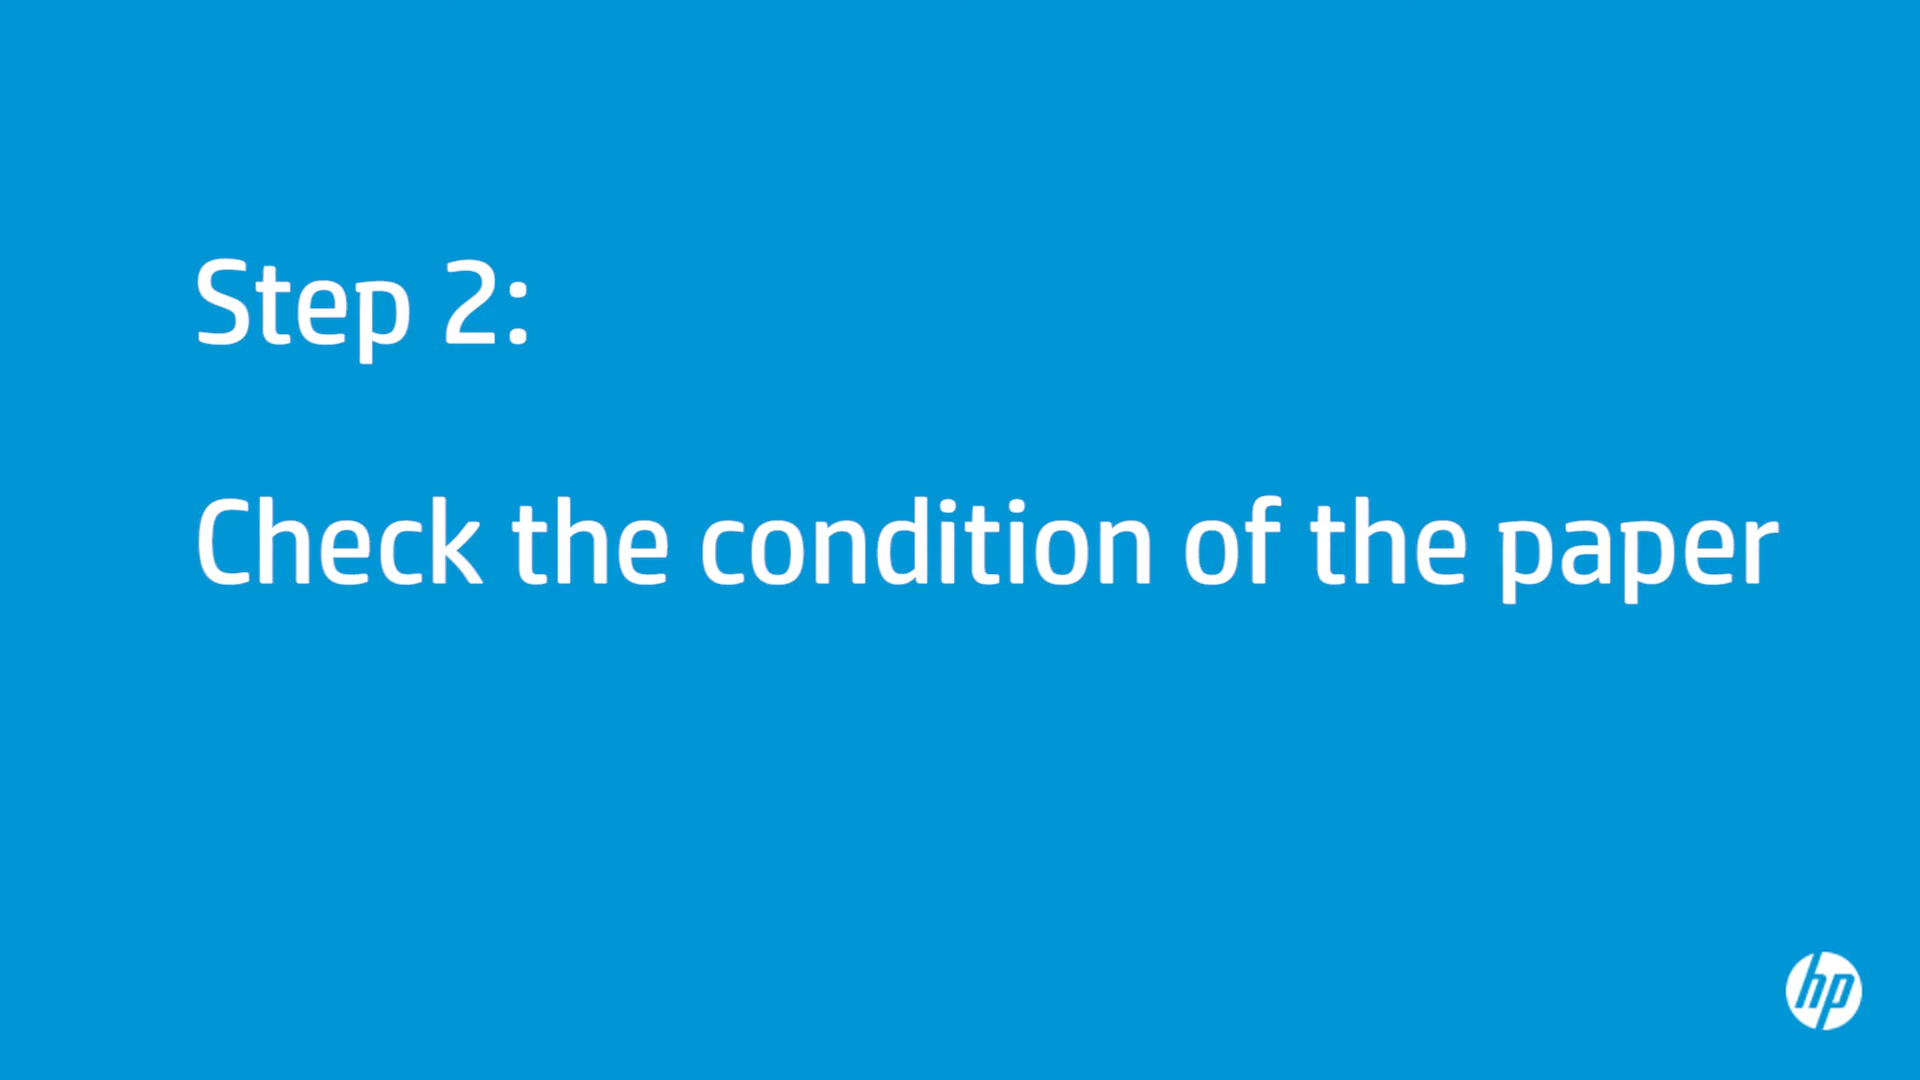 Step 2:
Check the condition of the paper
hp